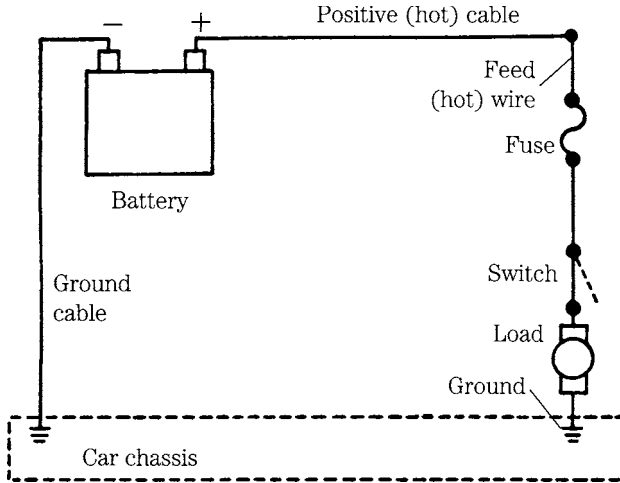 − +
Positive (hot) cable
Feed
(hot) wire
Fuse
Battery
Ground
cable
Switch
Load
Ground
Car chassis